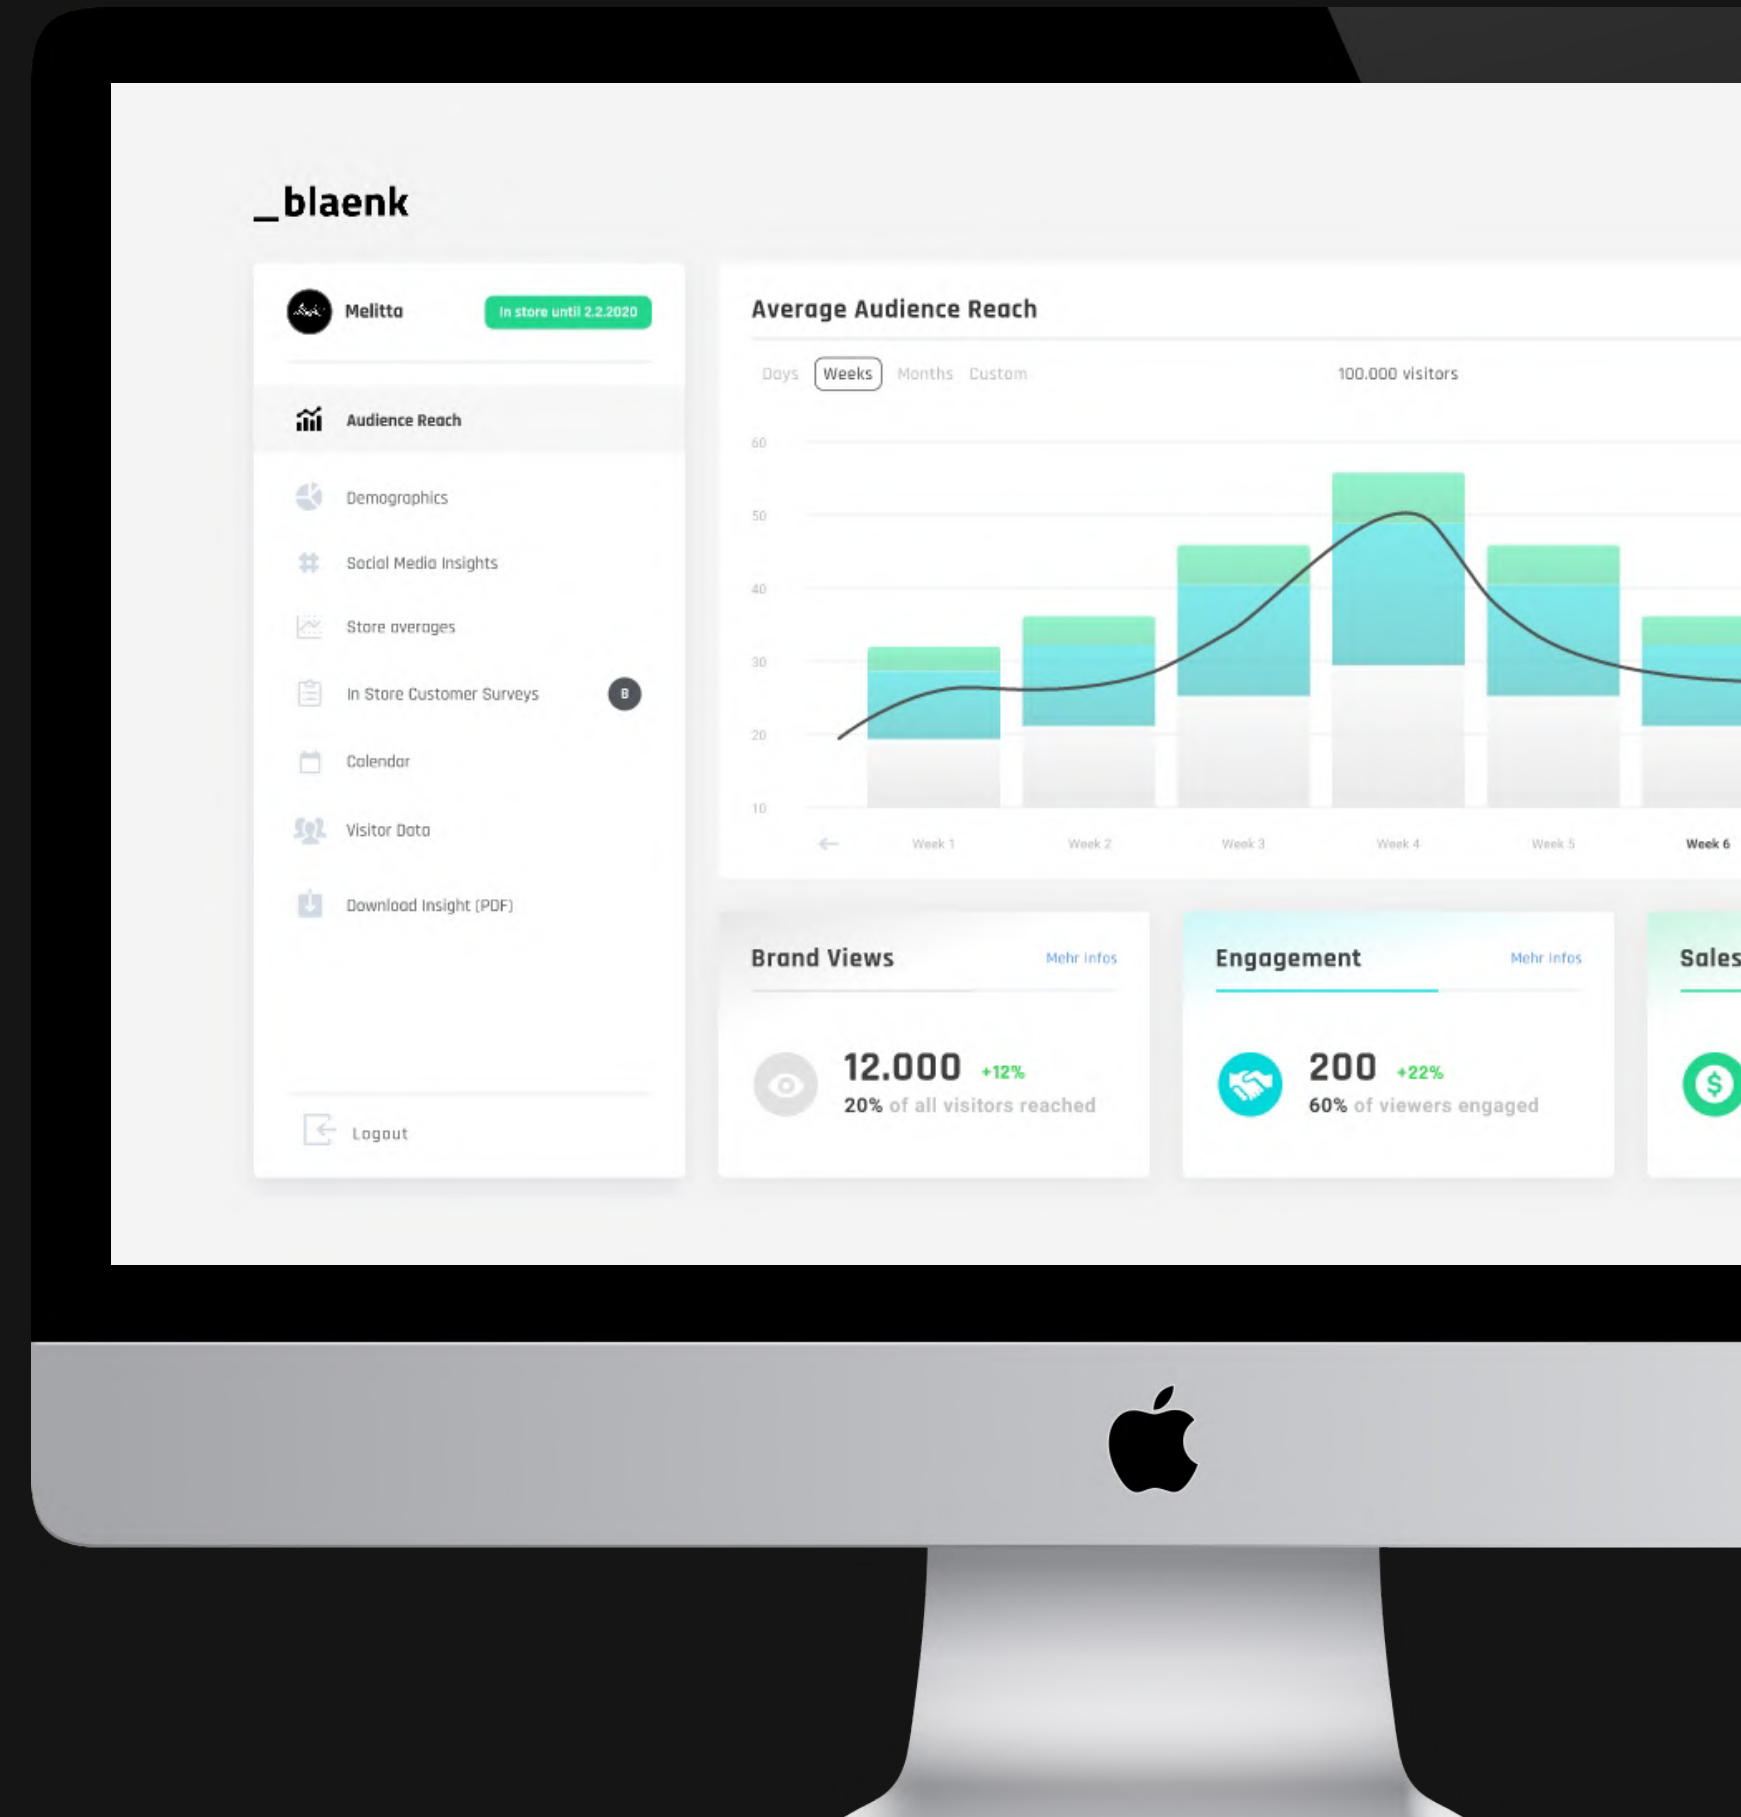 _blaenk
Melitta
In store until 2.2.2020
Audience Reach
Demographics
Social Media Insights
Store averages
In Store Customer Surveys
8
Calendar
Visitor Data
Download Insight (PDF)
Logout
Average Audience Reach
Days Weeks Months Custom
100.000 visitors
60
50
40
30
20
10
Week 1 Week 2 Week 3 Week 4 Week 5 Week 6
Brand Views Mehr infos
12.000 +12%
20% of all visitors reached
Engagement Mehr infos
200 +22%
60% of viewers engaged
Sales
$